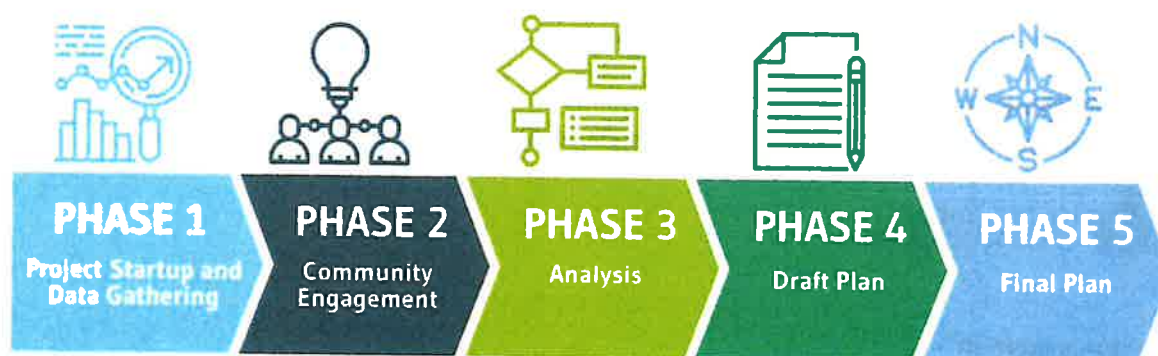 N
W E
S
PHASE 1
Project Startup and
Data Gathering
PHASE 2
Community
Engagement
PHASE 3
Analysis
PHASE 4
Draft Plan
PHASE 5
Final Plan